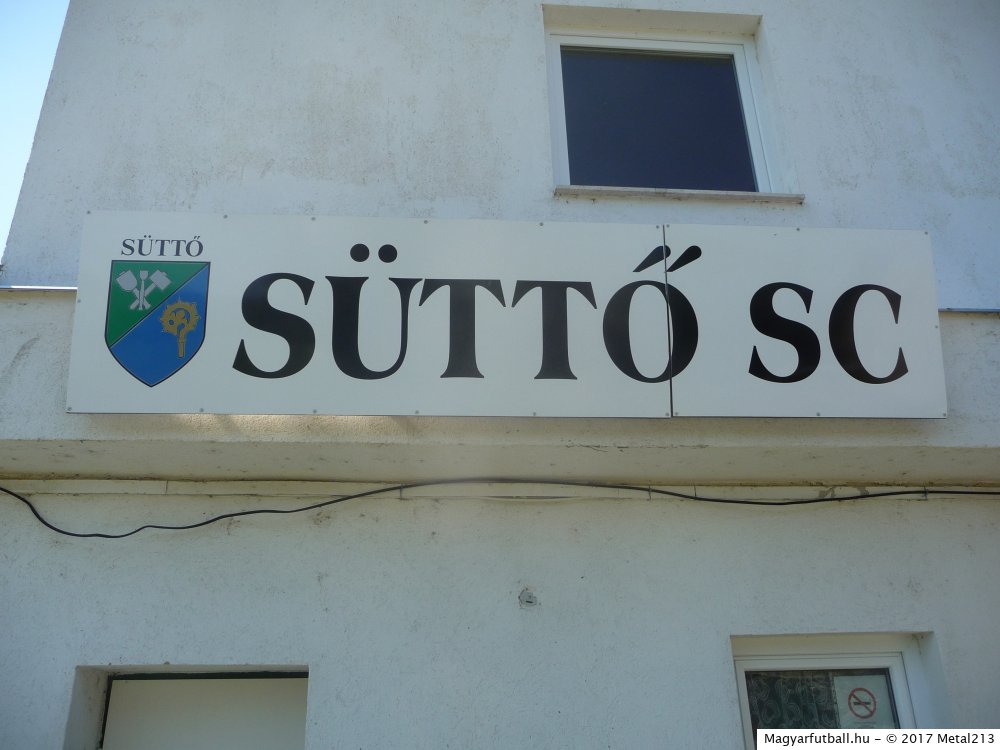 SÜTTŐ
SÜTTŐ SC
Magyarfutball.hu - © 2017 Metal213